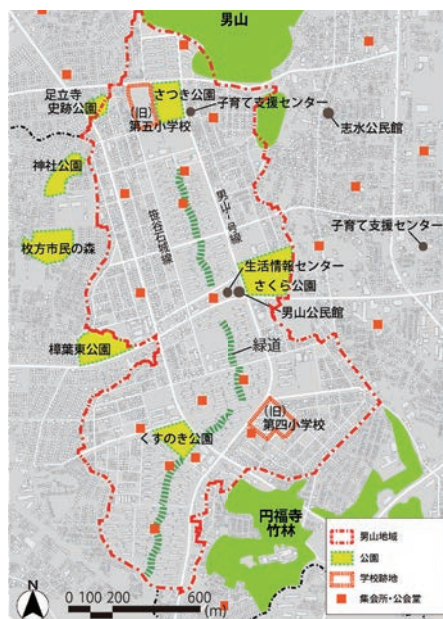 男山
足立寺
史跡公園
さつき公園
(旧)
第五小学校
子育て支援センター
志水公民館
神社公園
笹谷石城線
男山1号線
子育て支援センター
枚方市民の森
生活情報センター
さくら公園
男山公民館
樟葉東公園
緑道
(旧)
第四小学校
くすのき公園
円福寺
竹林
男山地域
公園
学校跡地
集会所・公会堂
N
0 100 200 600
(m)